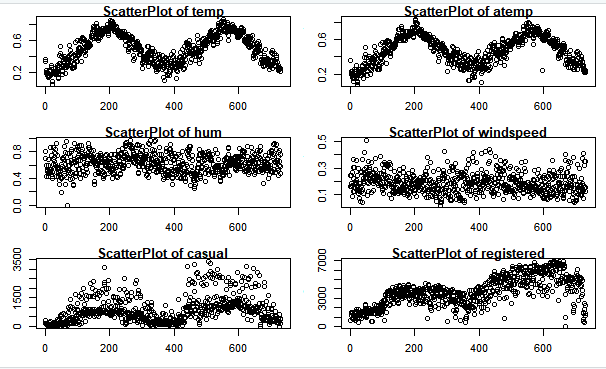 ScatterPlot of temp
0.6
0.2
0 200 400 600
ScatterPlot of atemp
0.6
0.2
0 200 400 600
ScatterPlot of hum
0.8
0.4
0.0
0 200 400 600
ScatterPlot of windspeed
0.5
0.3
0.1
0 200 400 600
ScatterPlot of casual
3500
1500
0
0 200 400 600
ScatterPlot of registered
7000
3000
0
0 200 400 600